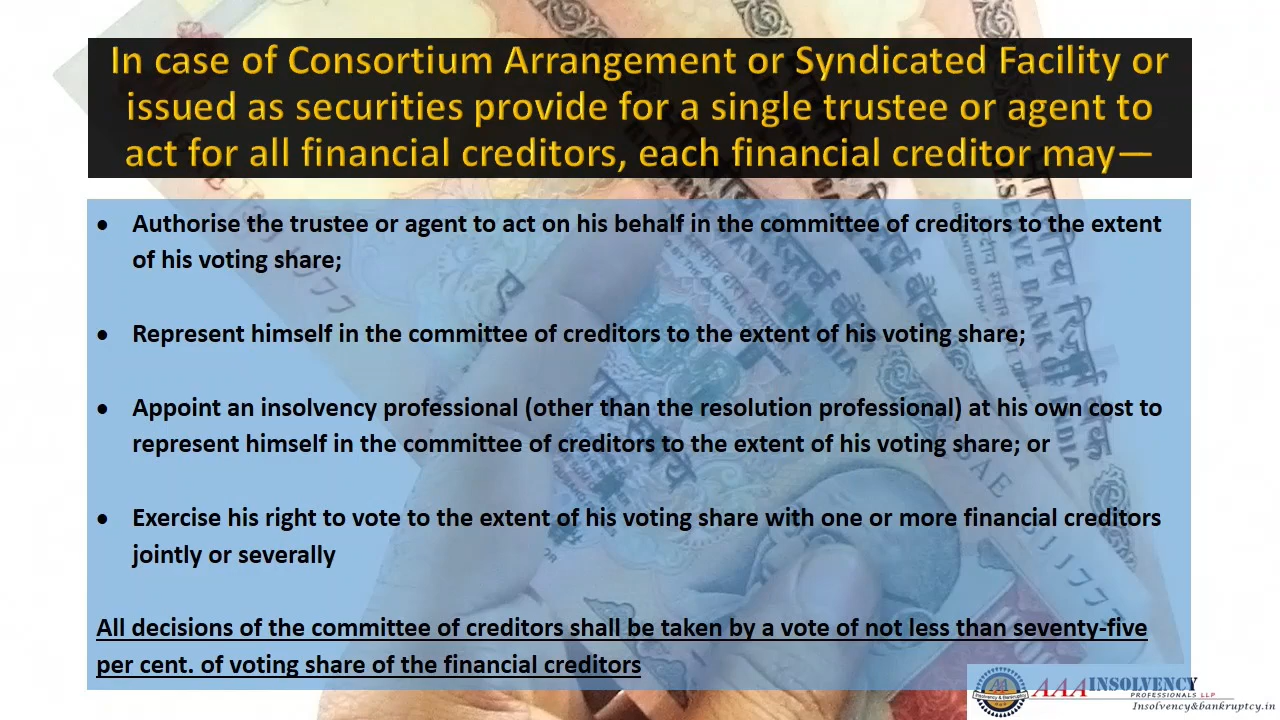 In case of Consortium Arrangement or Syndicated Facility or
issued as securities provide for a single trustee or agent to
act for all financial creditors, each financial creditor may—
• Authorise the trustee or agent to act on his behalf in the committee of creditors to the extent
of his voting share;
• Represent himself in the committee of creditors to the extent of his voting share;
• Appoint an insolvency professional (other than the resolution professional) at his own cost to
represent himself in the committee of creditors to the extent of his voting share; or
• Exercise his right to vote to the extent of his voting share with one or more financial creditors
jointly or severally
All decisions of the committee of creditors shall be taken by a vote of not less than seventy-five
per cent. of voting share of the financial creditors
AAA INSOLVENCY
PROFESSIONALS LLP
Insolvency&bankruptcy.in